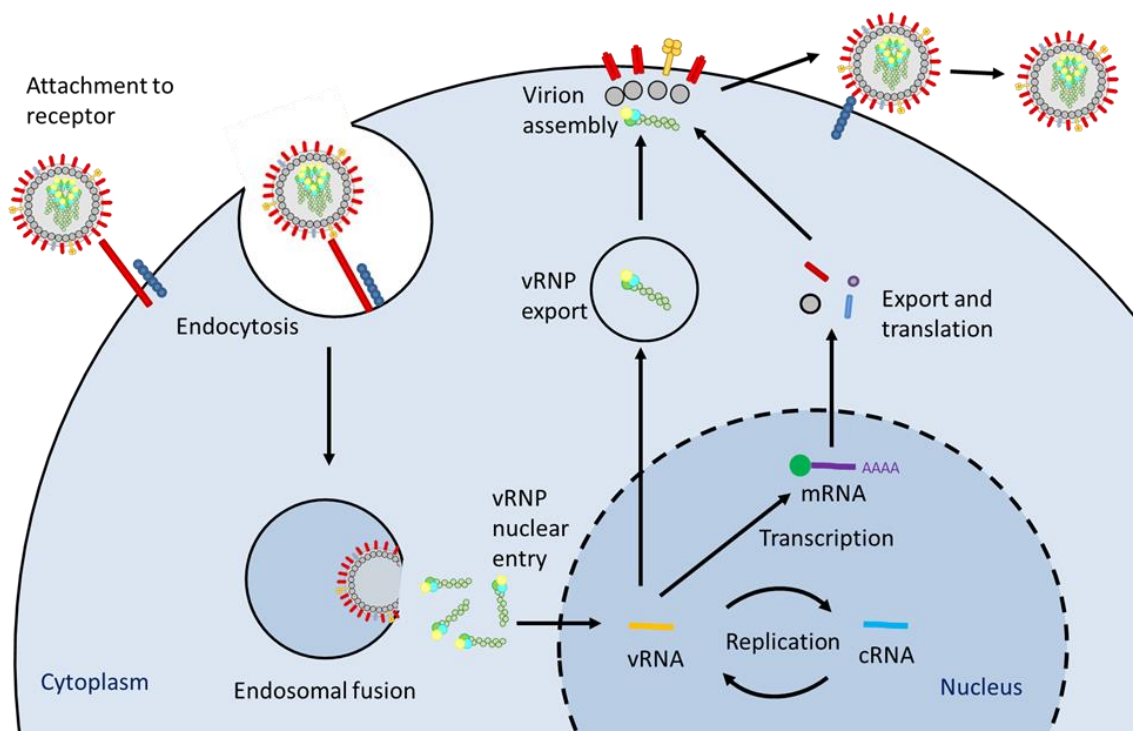 Attachment to
receptor
Endocytosis
Virion
assembly
vRNP
export
Export and
translation
vRNP
nuclear
entry
Endosomal fusion
Cytoplasm
AAAA
mRNA
Transcription
Replication
vRNA
cRNA
Nucleus